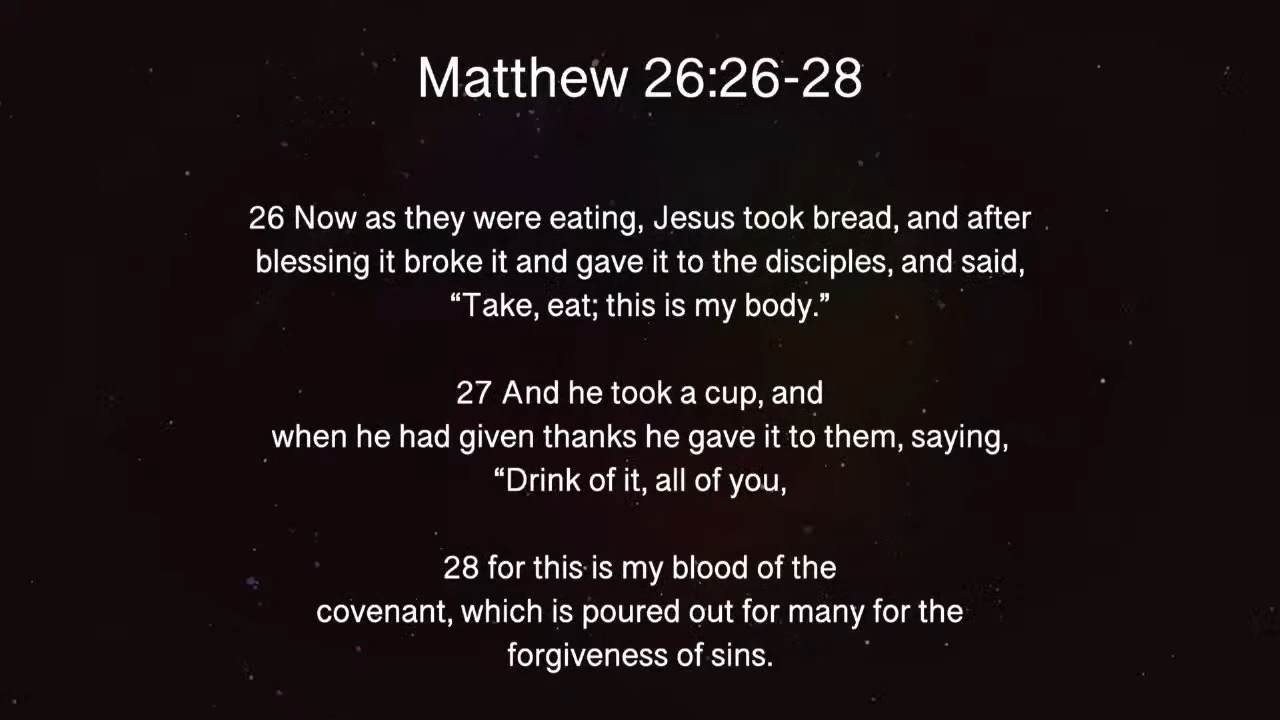 Matthew 26:26-28
26 Now as they were eating, Jesus took bread, and after
blessing it broke it and gave it to the disciples, and said,
“Take, eat; this is my body.”
27 And he took a cup, and
when he had given thanks he gave it to them, saying,
“Drink of it, all of you,
28 for this is my blood of the
covenant, which is poured out for many for the
forgiveness of sins.